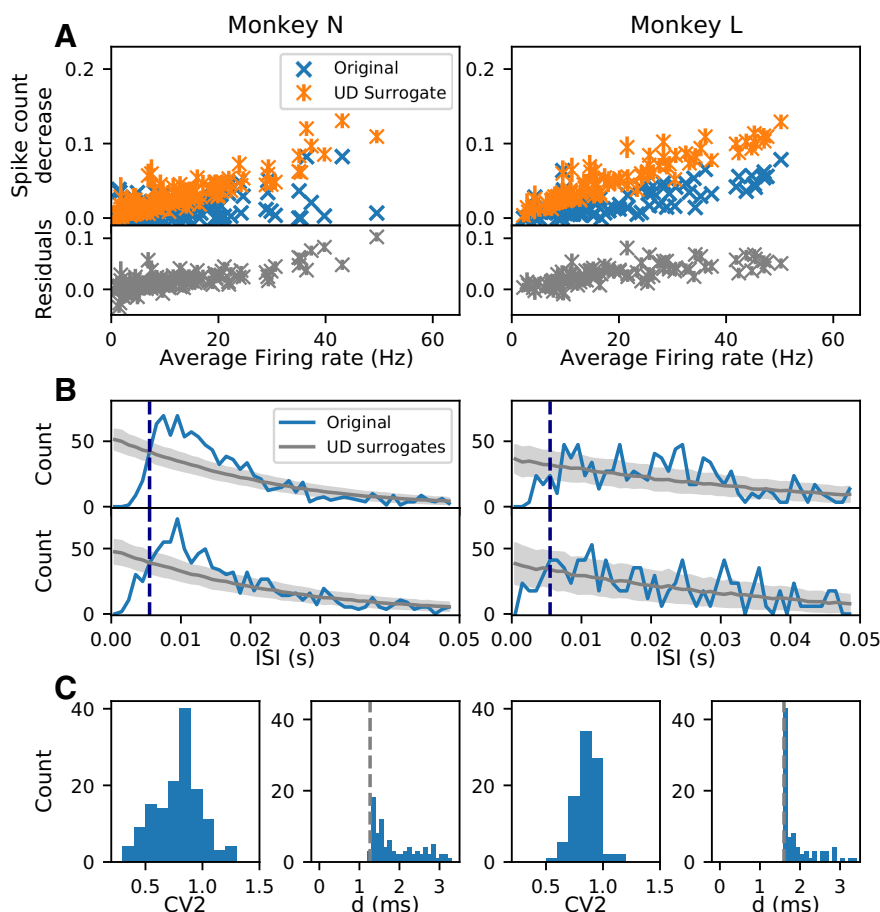 Monkey N
Monkey L
A
Spike count
decrease
0.2
0.1
0.0
Original
UD Surrogate
0.2
0.1
0.0
Residuals
0.1
0.0
0 20 40 60
Average Firing rate (Hz)
0.1
0.0
0 20 40 60
Average Firing rate (Hz)
B
Count
50
0
Original
UD surrogates
50
0
Count
50
0
0.00 0.01 0.02 0.03 0.04 0.05
ISI (s)
Count
50
0
0.00 0.01 0.02 0.03 0.04 0.05
ISI (s)
C
Count
40
20
0
0.5 1.0 1.5
CV2
40
20
0
0 1 2 3
d (ms)
40
20
0
0.5 1.0 1.5
CV2
40
20
0
0 1 2 3
d (ms)